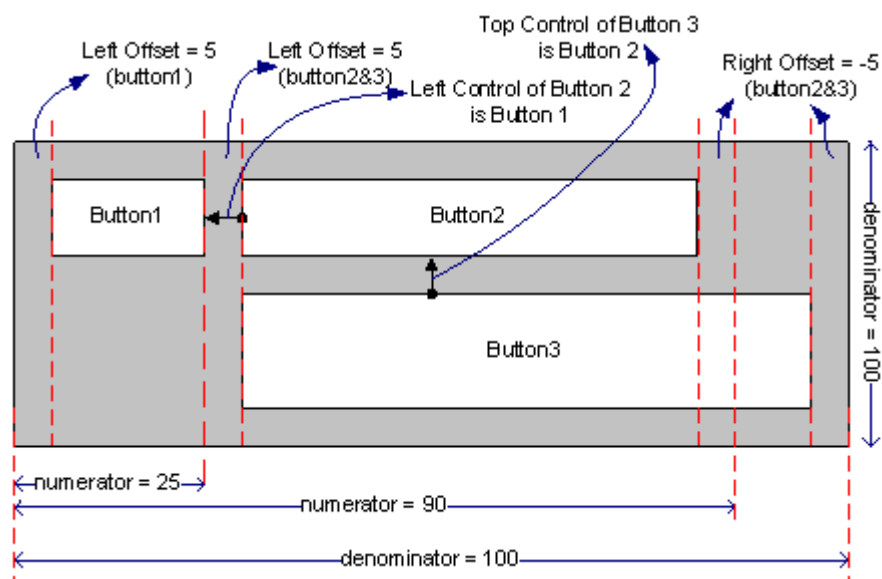 Left Offset = 5
(button1)
Left Offset = 5
(button2&3)
Top Control of Button 3
is Button 2
Left Control of Button 2
is Button 1
Right Offset = -5
(button2&3)
Button1
Button2
Button3
denominator = 100
numerator = 25
numerator = 90
denominator = 100